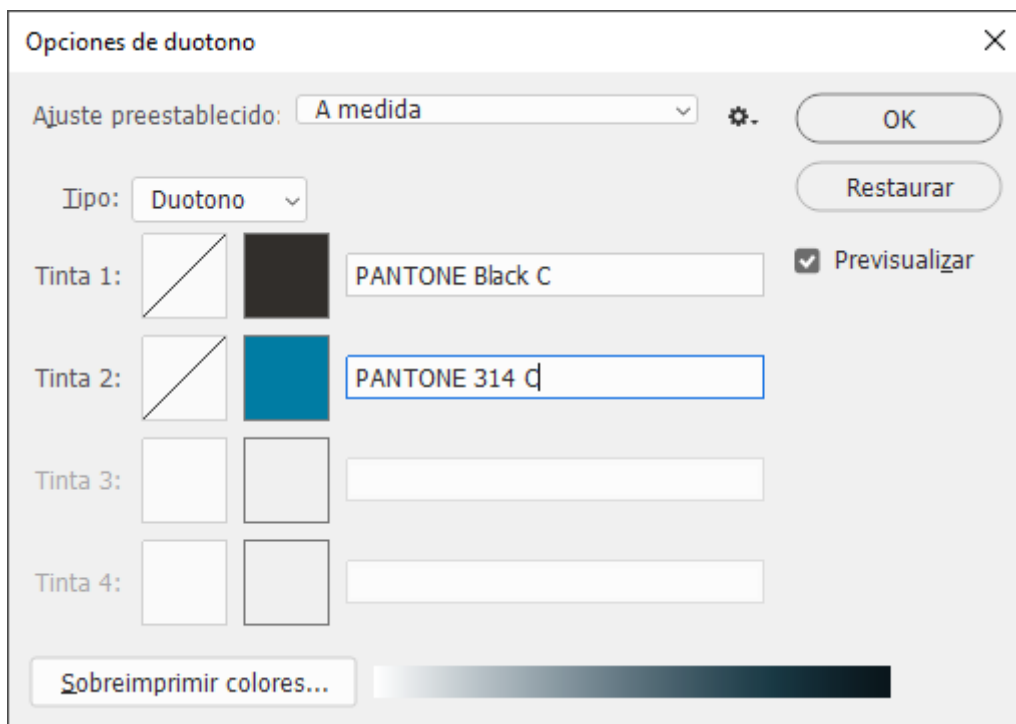 Opciones de duotono
Ajuste preestablecido: A medida
OK
Tipo: Duotono
Restaurar
Previsualizar
Tinta 1: PANTONE Black C
Tinta 2: PANTONE 314 C
Tinta 3:
Tinta 4:
Sobreimprimir colores...